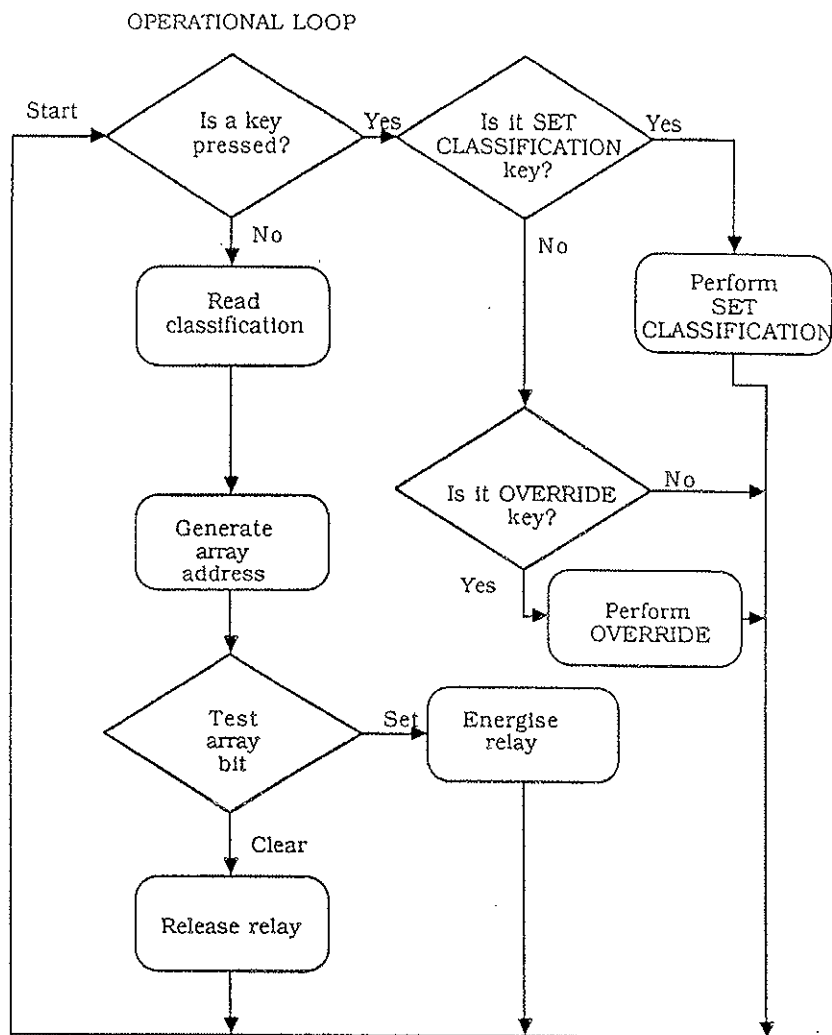 OPERATIONAL LOOP
Start
Is a key
pressed?
Yes
Is it SET
CLASSIFICATION
key?
Yes
No
Read
classification
No
Perform
SET
CLASSIFICATION
Generate
array
address
Is it OVERRIDE
key?
No
Yes
Perform
OVERRIDE
Test
array
bit
Set
Energise
relay
Clear
Release relay